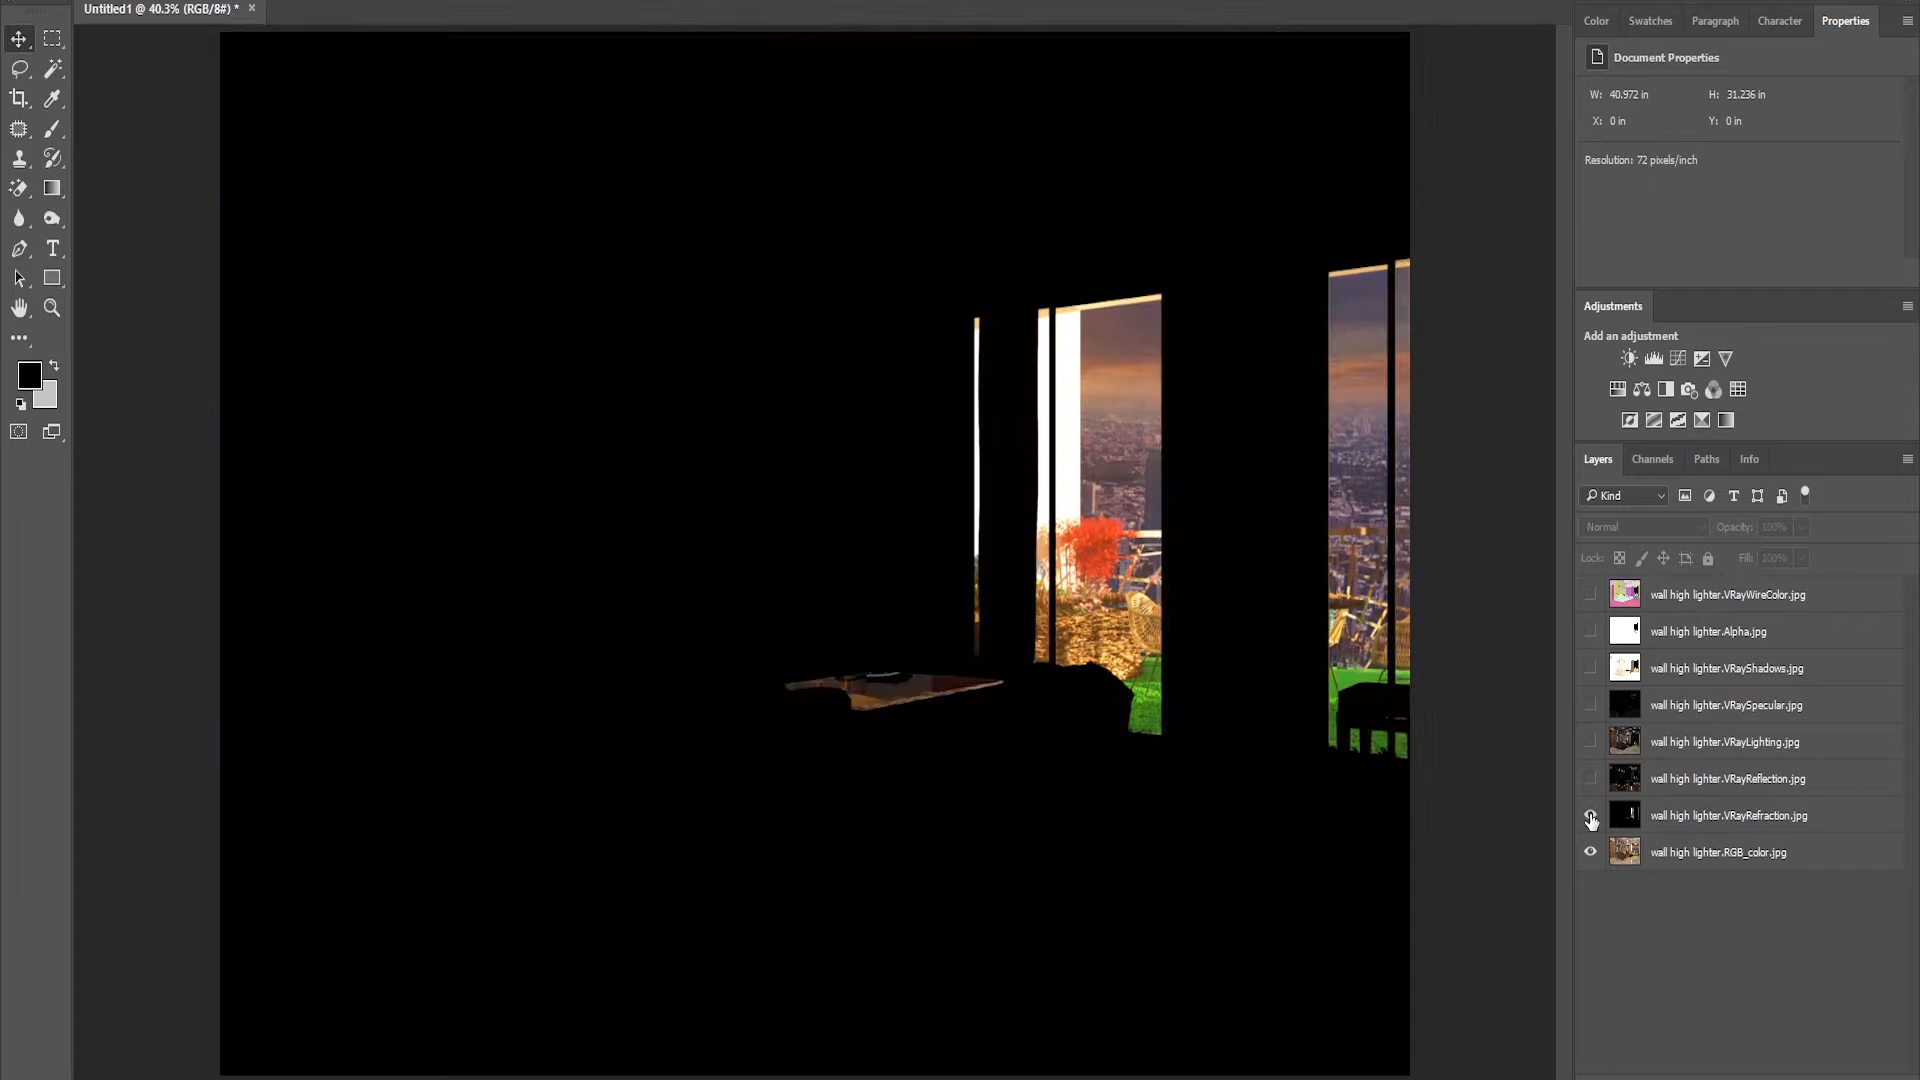 Untitled1 @ 40.3% (RGB/8#) * ×
Color Swatches Paragraph Character Properties
Document Properties
W: 40.972 in H: 31.236 in
X: 0 in Y: 0 in
Resolution: 72 pixels/inch
Adjustments
Add an adjustment
Layers Channels Paths Info
Kind
Normal Opacity: 100%
Lock: Fill: 100%
wall high lighter.VRayWireColor.jpg
wall high lighter.Alpha.jpg
wall high lighter.VRayShadows.jpg
wall high lighter.VRaySpecular.jpg
wall high lighter.VRayLighting.jpg
wall high lighter.VRayReflection.jpg
wall high lighter.VRayRefraction.jpg
wall high lighter.RGB_color.jpg